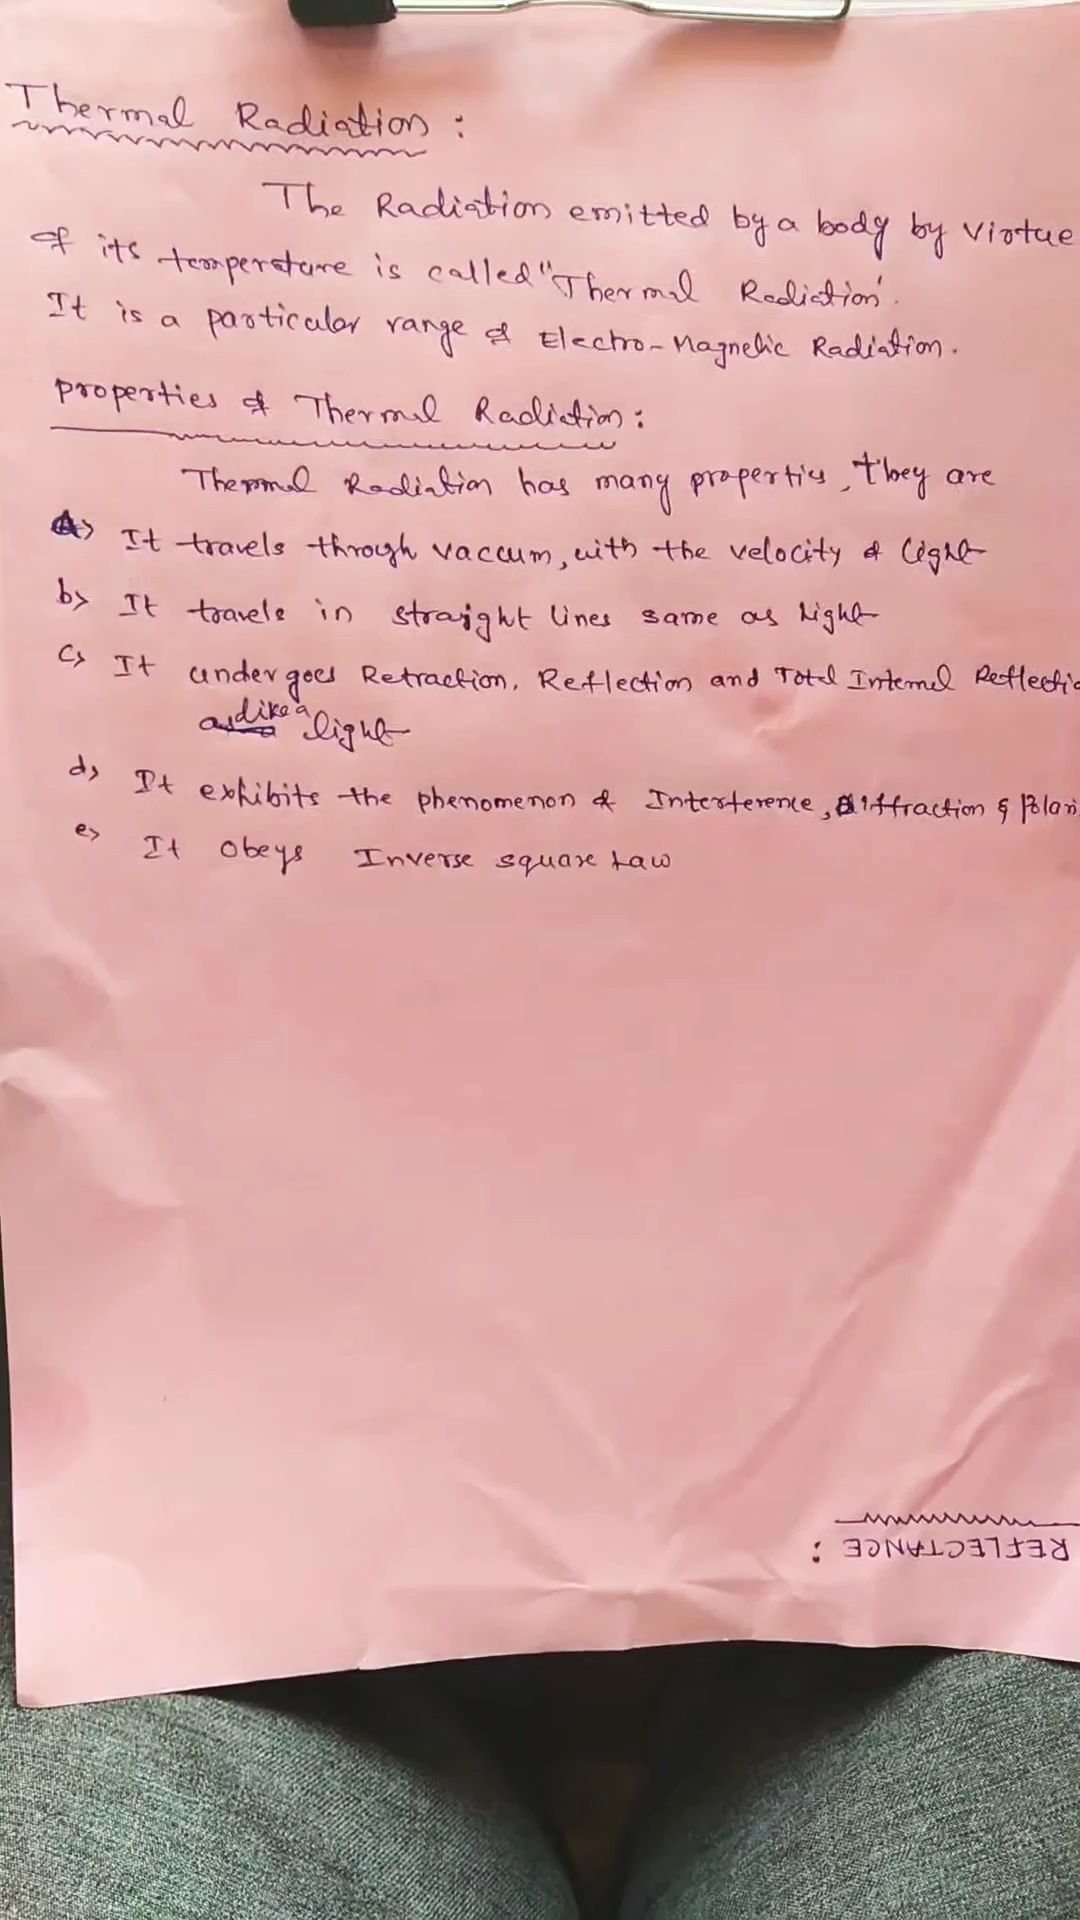 Thermal Radiation :
The Radiation emitted by a body by virtue
of its temperature is called "Thermal Radiation".
It is a particular range of Electro-Magnetic Radiation.
properties of Thermal Radiation :
Thermal Radiation has many properties, they are
a> It travels through vaccum, with the velocity of light
b> It travels in straight lines same as light
c> It undergoes Retraction, Reflection and Total Internal Reflectio
like a light
d> It exhibits the phenomenon of Interference, Diffraction & Polari
e> It obeys Inverse square Law
REFLECTANCE :